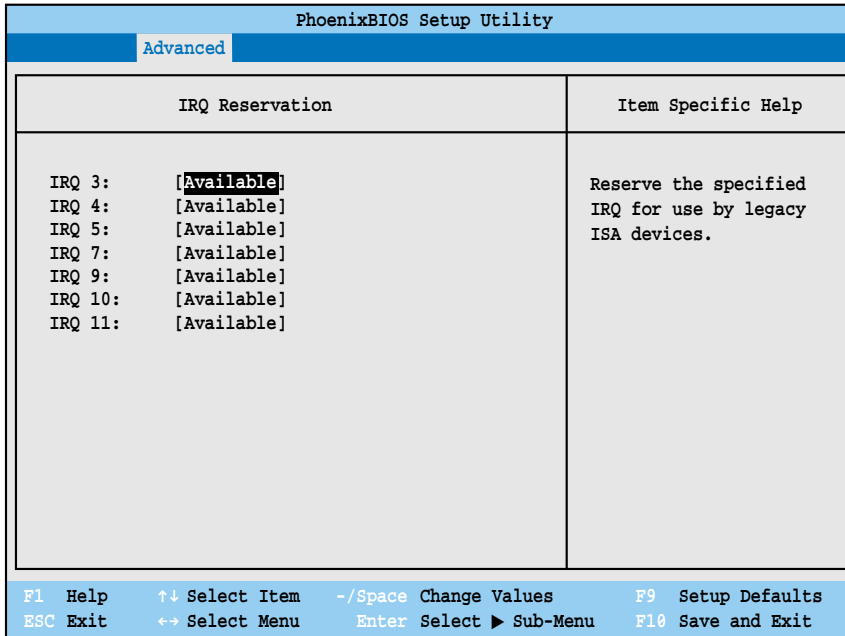 PhoenixBIOS Setup Utility
Advanced
IRQ Reservation
Item Specific Help
IRQ 3: [Available]
IRQ 4: [Available]
IRQ 5: [Available]
IRQ 7: [Available]
IRQ 9: [Available]
IRQ 10: [Available]
IRQ 11: [Available]
Reserve the specified
IRQ for use by legacy
ISA devices.
F1 Help ↑↓ Select Item -/Space Change Values F9 Setup Defaults
ESC Exit ←→ Select Menu Enter Select ▶ Sub-Menu F10 Save and Exit